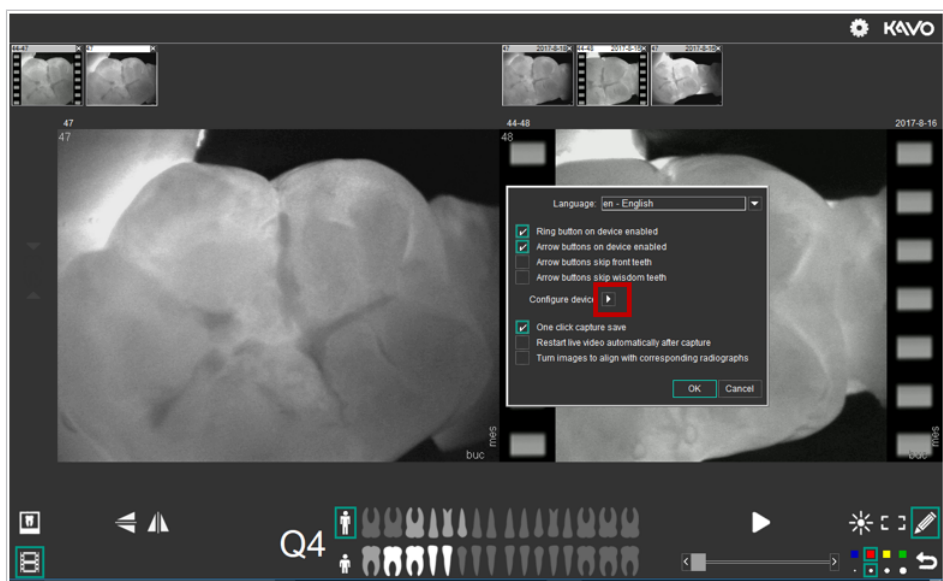 KAVO
44-47
47
47 2017-8-18
44-48 2017-8-16
47 2017-8-16
47
44-48
2017-8-16
47
48
Language: en - English
Ring button on device enabled
Arrow buttons on device enabled
Arrow buttons skip front teeth
Arrow buttons skip wisdom teeth
Configure device
One click capture save
Restart live video automatically after capture
Turn images to align with corresponding radiographs
OK Cancel
mes
buc
mes
buc
Q4